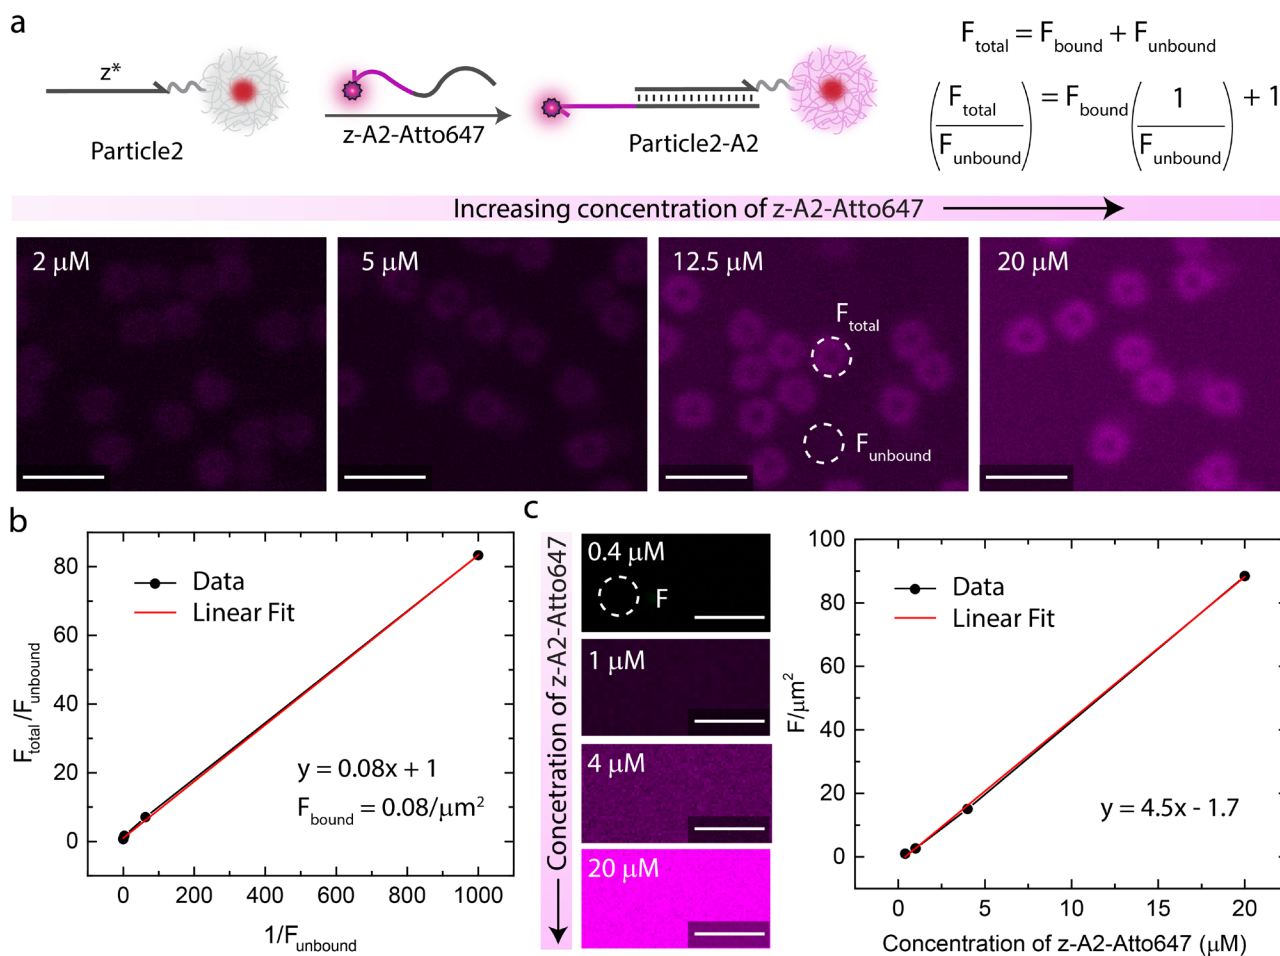 a
z*
Particle2
z-A2-Atto647
Particle2-A2
F_total = F_bound + F_unbound
(F_total / F_unbound) = F_bound (1 / F_unbound) + 1
Increasing concentration of z-A2-Atto647
2 μM
5 μM
12.5 μM
F_total
F_unbound
20 μM
b
F_total/F_unbound
80
60
40
20
0
Data
Linear Fit
y = 0.08x + 1
F_bound = 0.08/μm²
0 200 400 600 800 1000
1/F_unbound
c
Concetration of z-A2-Atto647
0.4 μM
F
1 μM
4 μM
20 μM
F/μm²
100
80
60
40
20
0
Data
Linear Fit
y = 4.5x - 1.7
0 5 10 15 20
Concentration of z-A2-Atto647 (μM)